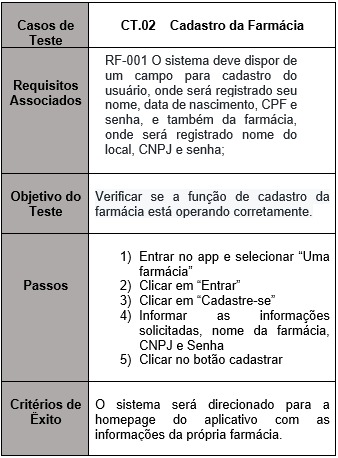 Casos de Teste
CT.02 Cadastro da Farmácia
Requisitos Associados
RF-001 O sistema deve dispor de
um campo para cadastro do
usuário, onde será registrado seu
nome, data de nascimento, CPF e
senha, e também da farmácia,
onde será registrado nome do
local, CNPJ e senha;
Objetivo do Teste
Verificar se a função de cadastro da
farmácia está operando corretamente.
Passos
1) Entrar no app e selecionar “Uma
farmácia”
2) Clicar em “Entrar”
3) Clicar em “Cadastre-se”
4) Informar as informações
solicitadas, nome da farmácia,
CNPJ e Senha
5) Clicar no botão cadastrar
Critérios de Êxito
O sistema será direcionado para a
homepage do aplicativo com as
informações da própria farmácia.